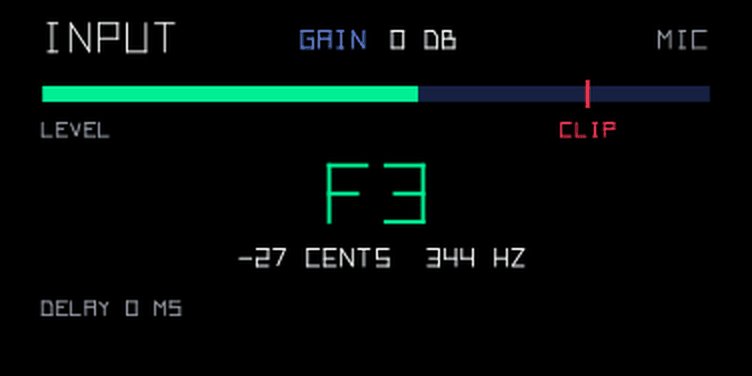 INPUT GAIN 0 DB MIC
LEVEL CLIP
F3
-27 CENTS 344 HZ
DELAY 0 MS